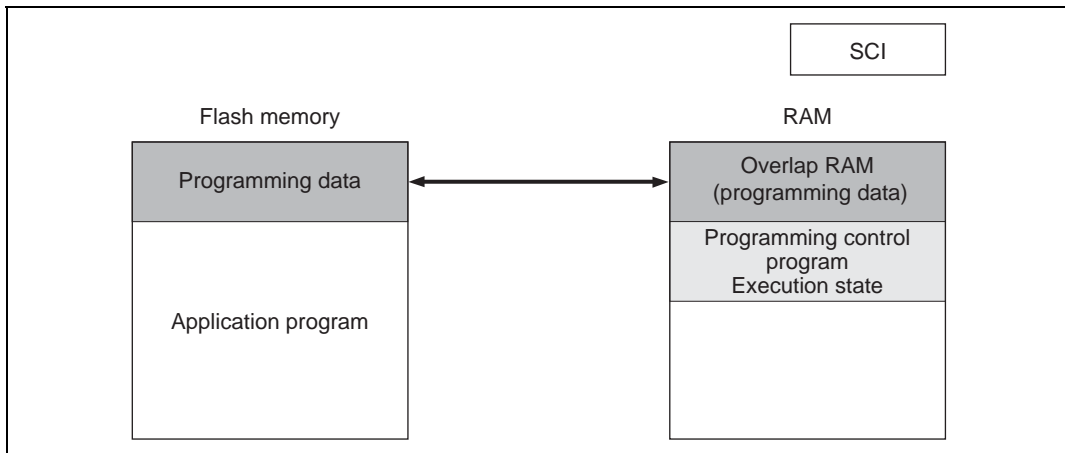 SCI
Flash memory
RAM
Programming data
Overlap RAM
(programming data)
Programming control
program
Execution state
Application program